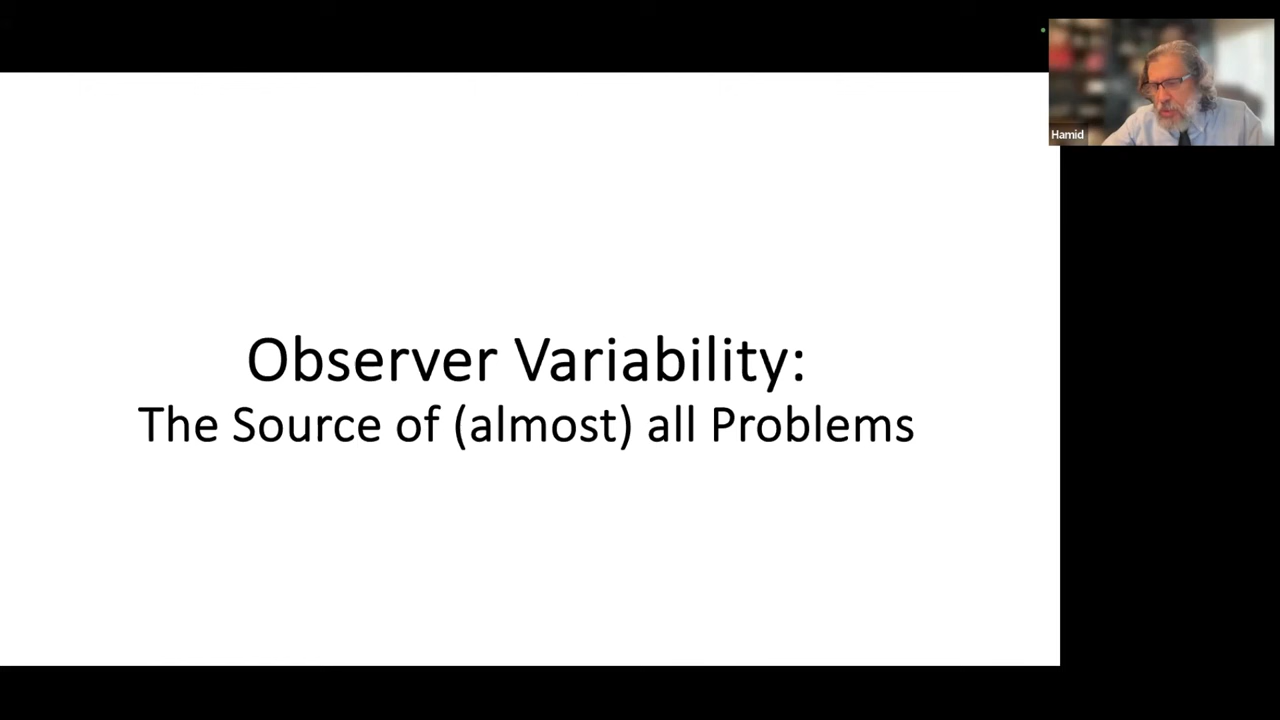 Hamid
Observer Variability:
The Source of (almost) all Problems